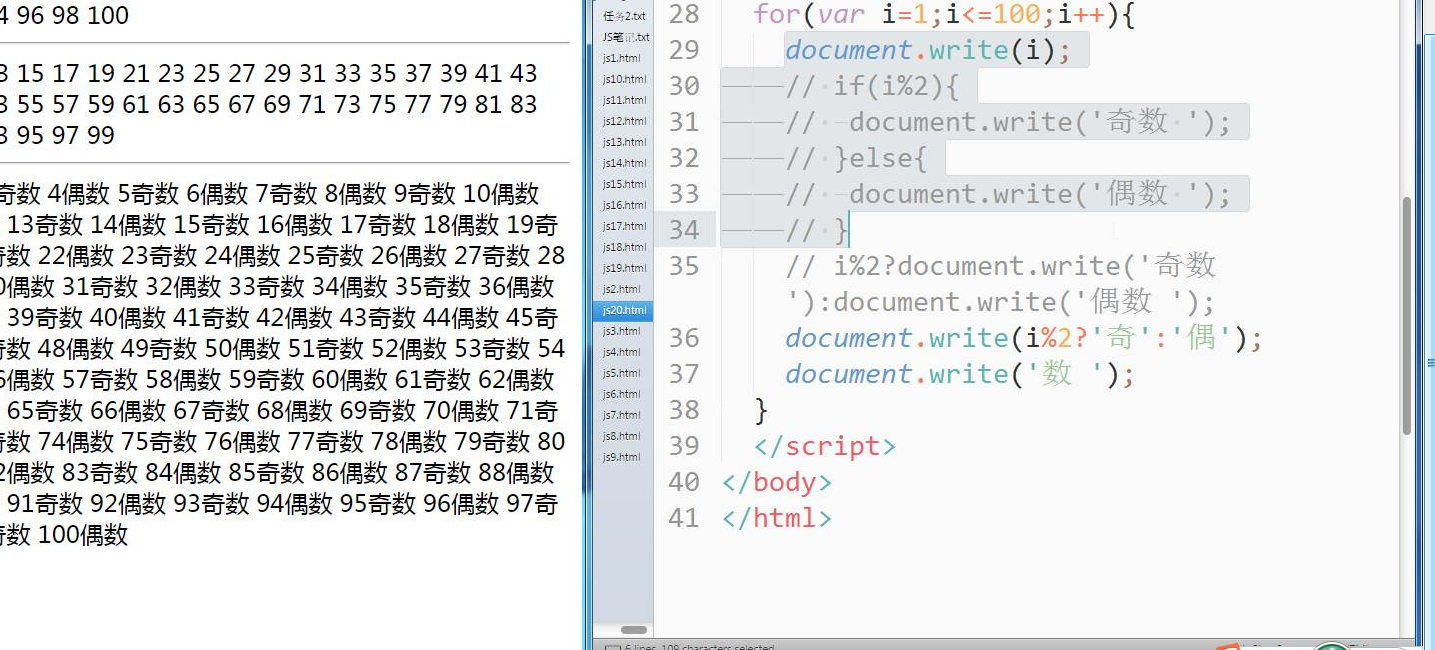 4 96 98 100
3 15 17 19 21 23 25 27 29 31 33 35 37 39 41 43
3 55 57 59 61 63 65 67 69 71 73 75 77 79 81 83
3 95 97 99
奇数 4偶数 5奇数 6偶数 7奇数 8偶数 9奇数 10偶数
13奇数 14偶数 15奇数 16偶数 17奇数 18偶数 19奇
数 22偶数 23奇数 24偶数 25奇数 26偶数 27奇数 28
偶数 31奇数 32偶数 33奇数 34偶数 35奇数 36偶数
39奇数 40偶数 41奇数 42偶数 43奇数 44偶数 45奇
数 48偶数 49奇数 50偶数 51奇数 52偶数 53奇数 54
6偶数 57奇数 58偶数 59奇数 60偶数 61奇数 62偶数
65奇数 66偶数 67奇数 68偶数 69奇数 70偶数 71奇
数 74偶数 75奇数 76偶数 77奇数 78偶数 79奇数 80
2偶数 83奇数 84偶数 85奇数 86偶数 87奇数 88偶数
91奇数 92偶数 93奇数 94偶数 95奇数 96偶数 97奇
数 100偶数
任务2.txt
JS笔记.txt
js1.html
js10.html
js11.html
js12.html
js13.html
js14.html
js15.html
js16.html
js17.html
js18.html
js19.html
js2.html
js20.html
js3.html
js4.html
js5.html
js6.html
js7.html
js8.html
js9.html
28 for(var i=1;i<=100;i++){
29 document.write(i);
30 // if(i%2){
31 // document.write('奇数 ');
32 // }else{
33 // document.write('偶数 ');
34 // }
35 // i%2?document.write('奇数
'):document.write('偶数 ');
36 document.write(i%2?'奇':'偶');
37 document.write('数 ');
38 }
39 </script>
40 </body>
41 </html>
6 lines, 109 characters selected